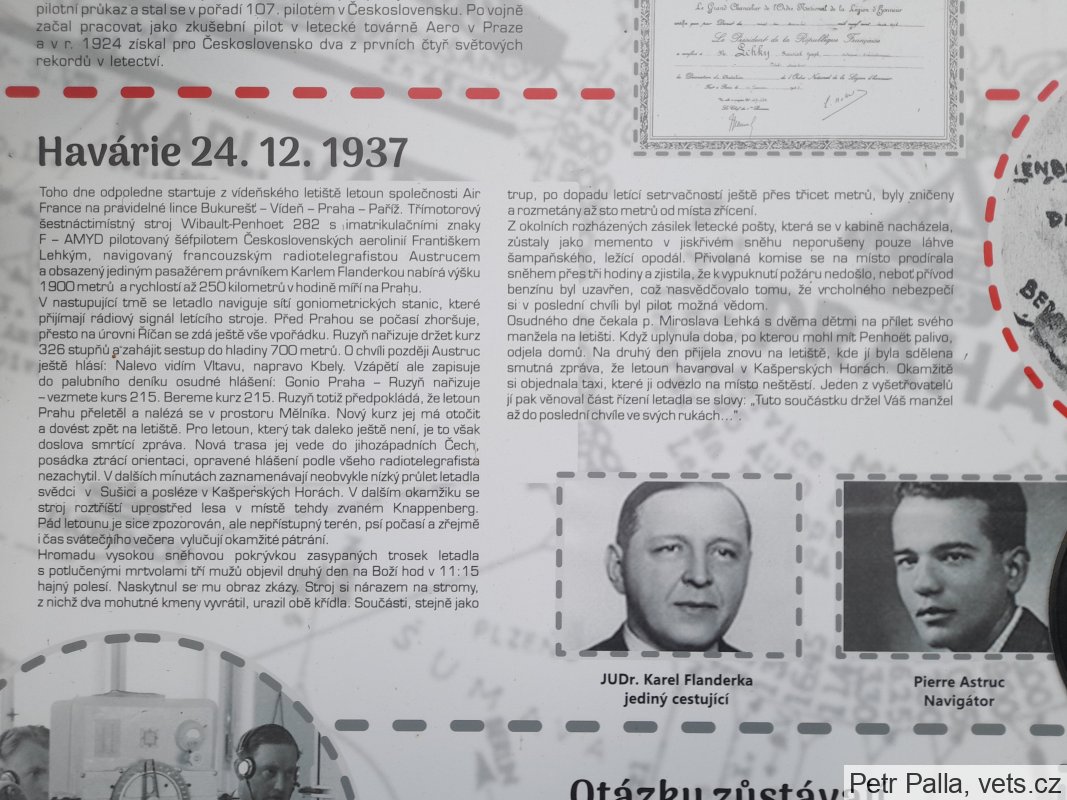 pilotní průkaz a stal se v pořadí 107. pilotem v Československu. Po vojně
začal pracovat jako zkušební pilot v letecké továrně Aero v Praze
a v r. 1924 získal pro Československo dva z prvních čtyř světových
rekordů v letectví.
Le Grand Chancelier de l'Ordre National de la Légion d'Honneur
Le Président de la République Française
Lehky
Havárie 24. 12. 1937
Toho dne odpoledne startuje z vídeňského letiště letoun společnosti Air
France na pravidelné lince Bukurešť – Vídeň – Praha – Paříž. Třímotorový
šestnáctimístný stroj Wibault-Penhoet 282 s imatrikulačními znaky
F – AMYD pilotovaný šéfpilotem Československých aerolinií Františkem
Lehkým, navigovaný francouzským radiotelegrafistou Austrucem
a obsazený jediným pasažérem právníkem Karlem Flanderkou nabírá výšku
1900 metrů a rychlostí až 250 kilometrů v hodině míří na Prahu.
V nastupující tmě se letadlo naviguje sítí goniometrických stanic, které
přijímají rádiový signál letícího stroje. Před Prahou se počasí zhoršuje,
přesto na úrovni Říčan se zdá ještě vše vpořádku. Ruzyň nařizuje držet kurz
326 stupňů a zahájit sestup do hladiny 700 metrů. O chvíli později Austruc
ještě hlásí: Nalevo vidím Vltavu, napravo Kbely. Vzápětí ale zapisuje
do palubního deníku osudné hlášení: Gonio Praha – Ruzyň nařizuje
– vezmete kurs 215. Bereme kurz 215. Ruzyň totiž předpokládá, že letoun
Prahu přeletěl a nalézá se v prostoru Mělníka. Nový kurz jej má otočit
a dovést zpět na letiště. Pro letoun, který tak daleko ještě není, je to však
doslova smrtící zpráva. Nová trasa jej vede do jihozápadních Čech,
posádka ztrácí orientaci, opravené hlášení podle všeho radiotelegrafista
nezachytil. V dalších minutách zaznamenávají neobvykle nízký průlet letadla
svědci v Sušici a posléze v Kašperských Horách. V dalším okamžiku se
stroj roztříští uprostřed lesa v místě tehdy zvaném Knappenberg.
Pád letounu je sice zpozorován, ale nepřístupný terén, psí počasí a zřejmě
i čas svátečního večera vylučují okamžité pátrání.
Hromadu vysokou sněhovou pokrývkou zasypaných trosek letadla
s potlučenými mrtvolami tří mužů objevil druhý den na Boží hod v 11:15
hajný polesí. Naskytnul se mu obraz zkázy. Stroj si nárazem na stromy,
z nichž dva mohutné kmeny vyvrátil, urazil obě křídla. Součásti, stejně jako
trup, po dopadu letící setrvačností ještě přes třicet metrů, byly zničeny
a rozmetány až sto metrů od místa zřícení.
Z okolních rozházených zásilek letecké pošty, která se v kabině nacházela,
zůstaly jako memento v jiskřivém sněhu neporušeny pouze láhve
šampaňského, ležící opodál. Přivolaná komise se na místo prodírala
sněhem přes tři hodiny a zjistila, že k vypuknutí požáru nedošlo, neboť přívod
benzínu byl uzavřen, což nasvědčovalo tomu, že vrcholného nebezpečí
si v poslední chvíli byl pilot možná vědom.
Osudného dne čekala p. Miroslava Lehká s dvěma dětmi na přílet svého
manžela na letišti. Když uplynula doba, po kterou mohl mít Penhoët palivo,
odjela domů. Na druhý den přijela znovu na letiště, kde jí byla sdělena
smutná zpráva, že letoun havaroval v Kašperských Horách. Okamžitě
si objednala taxi, které ji odvezlo na místo neštěstí. Jeden z vyšetřovatelů
jí pak věnoval část řízení letadla se slovy: „Tuto součástku držel Váš manžel
až do poslední chvíle ve svých rukách…".
JUDr. Karel Flanderka
jediný cestující
Pierre Astruc
Navigátor
PLZEŇ
Otázky zůstáv
Petr Palla, vets.cz